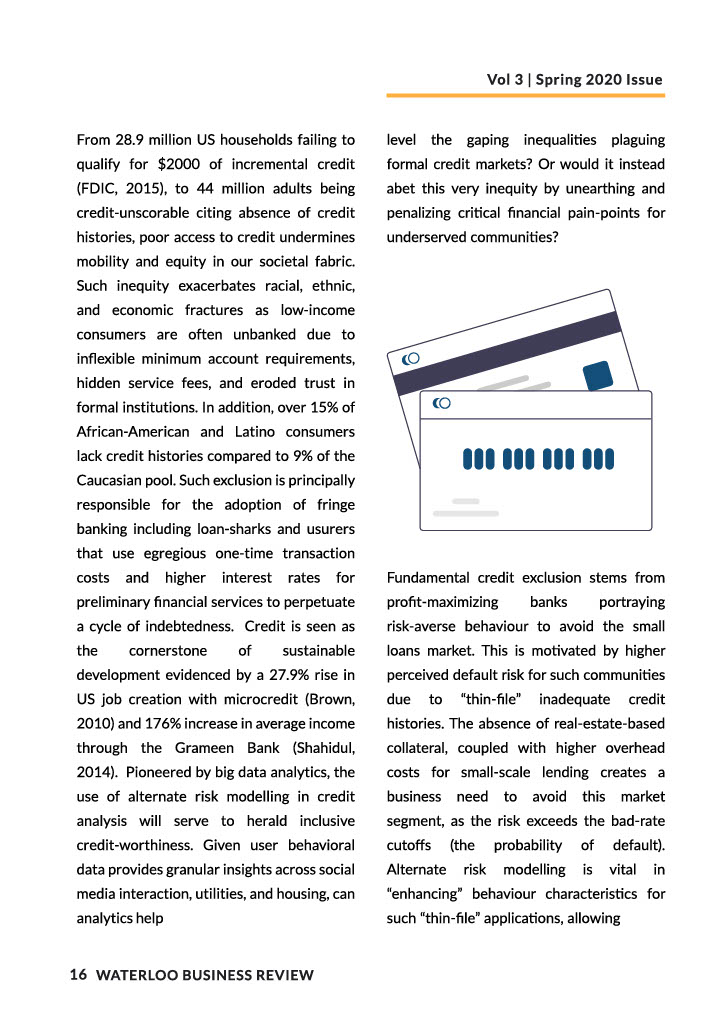 Vol 3 | Spring 2020 Issue
From 28.9 million US households failing to
qualify for $2000 of incremental credit
(FDIC, 2015), to 44 million adults being
credit-unscorable citing absence of credit
histories, poor access to credit undermines
mobility and equity in our societal fabric.
Such inequity exacerbates racial, ethnic,
and economic fractures as low-income
consumers are often unbanked due to
inflexible minimum account requirements,
hidden service fees, and eroded trust in
formal institutions. In addition, over 15% of
African-American and Latino consumers
lack credit histories compared to 9% of the
Caucasian pool. Such exclusion is principally
responsible for the adoption of fringe
banking including loan-sharks and usurers
that use egregious one-time transaction
costs and higher interest rates for
preliminary financial services to perpetuate
a cycle of indebtedness. Credit is seen as
the cornerstone of sustainable
development evidenced by a 27.9% rise in
US job creation with microcredit (Brown,
2010) and 176% increase in average income
through the Grameen Bank (Shahidul,
2014). Pioneered by big data analytics, the
use of alternate risk modelling in credit
analysis will serve to herald inclusive
credit-worthiness. Given user behavioral
data provides granular insights across social
media interaction, utilities, and housing, can
analytics help
level the gaping inequalities plaguing
formal credit markets? Or would it instead
abet this very inequity by unearthing and
penalizing critical financial pain-points for
underserved communities?
Fundamental credit exclusion stems from
profit-maximizing banks portraying
risk-averse behaviour to avoid the small
loans market. This is motivated by higher
perceived default risk for such communities
due to “thin-file” inadequate credit
histories. The absence of real-estate-based
collateral, coupled with higher overhead
costs for small-scale lending creates a
business need to avoid this market
segment, as the risk exceeds the bad-rate
cutoffs (the probability of default).
Alternate risk modelling is vital in
“enhancing” behaviour characteristics for
such “thin-file” applications, allowing
16 WATERLOO BUSINESS REVIEW